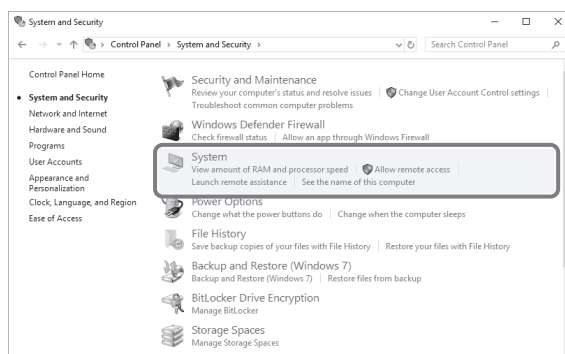 System and Security
Control Panel > System and Security >
Search Control Panel
Control Panel Home
System and Security
Network and Internet
Hardware and Sound
Programs
User Accounts
Appearance and
Personalization
Clock, Language, and Region
Ease of Access
Security and Maintenance
Review your computer's status and resolve issues | Change User Account Control settings |
Troubleshoot common computer problems
Windows Defender Firewall
Check firewall status | Allow an app through Windows Firewall
System
View amount of RAM and processor speed | Allow remote access |
Launch remote assistance | See the name of this computer
Power Options
Change what the power buttons do | Change when the computer sleeps
File History
Save backup copies of your files with File History | Restore your files with File History
Backup and Restore (Windows 7)
Backup and Restore (Windows 7) | Restore files from backup
BitLocker Drive Encryption
Manage BitLocker
Storage Spaces
Manage Storage Spaces